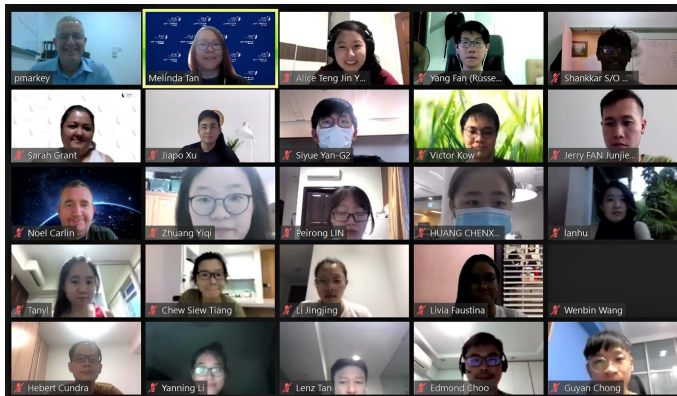 pmarkey
Melinda Tan
Alice Teng Jin Y...
Yang Fan (Russe...
Shankkar S/O ...
Sarah Grant
Jiapo Xu
Siyue Yan-G2
Victor Kow
Jerry FAN Junjie...
Noel Carlin
Zhuang Yiqi
Peirong LIN
HUANG CHENX...
lanhu
Tanyl
Chew Siew Tiang
Li Jingjing
Livia Faustina
Wenbin Wang
Hebert Cundra
Yanning Li
Lenz Tan
Edmond Choo
Guyan Chong